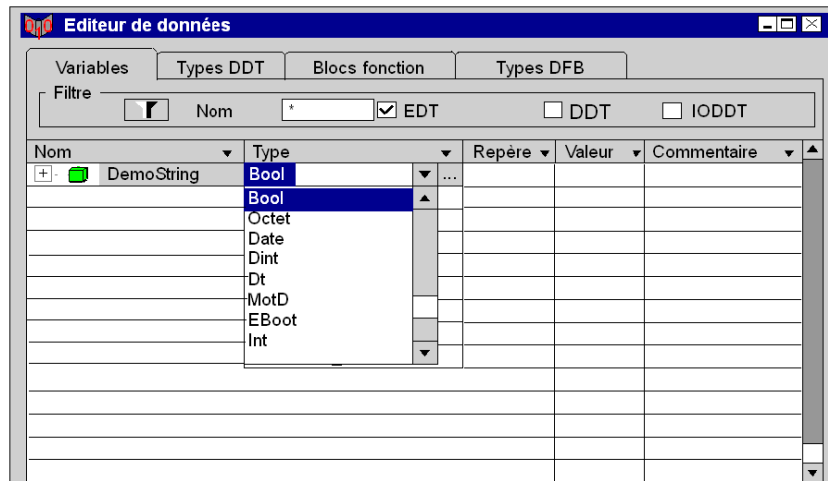 Editeur de données
Variables Types DDT Blocs fonction Types DFB
Filtre
Nom * EDT DDT IODDT
Nom Type Repère Valeur Commentaire
DemoString Bool ...
Bool
Octet
Date
Dint
Dt
MotD
EBoot
Int